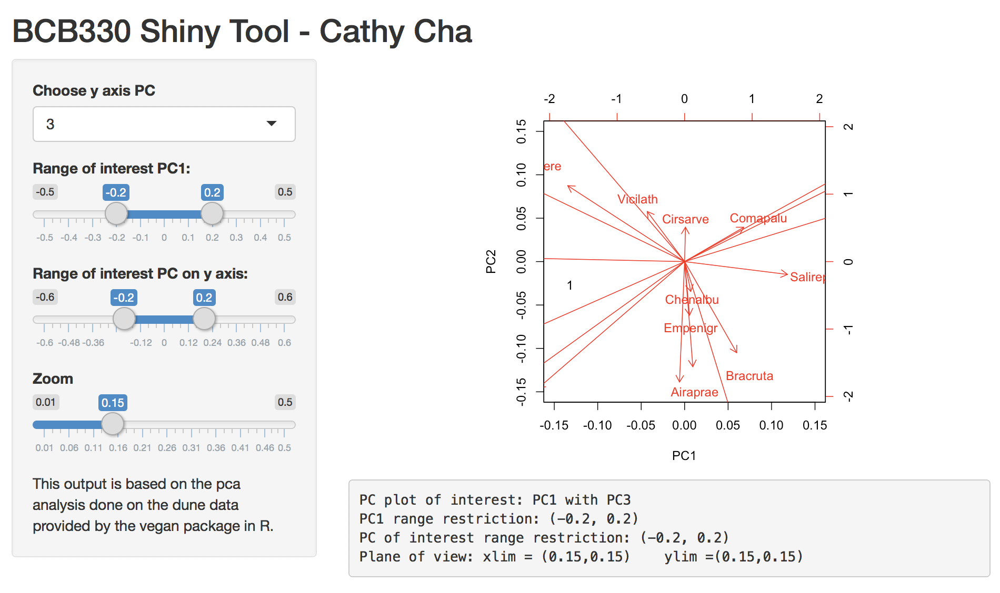 BCB330 Shiny Tool - Cathy Cha
Choose y axis PC
3
Range of interest PC1:
-0.5 -0.2 0.2 0.5
-0.5 -0.4 -0.3 -0.2 -0.1 0 0.1 0.2 0.3 0.4 0.5
Range of interest PC on y axis:
-0.6 -0.2 0.2 0.6
-0.6 -0.48 -0.36 -0.12 0 0.12 0.24 0.36 0.48 0.6
Zoom
0.01 0.15 0.5
0.01 0.06 0.11 0.16 0.21 0.26 0.31 0.36 0.41 0.46 0.5
This output is based on the pca
analysis done on the dune data
provided by the vegan package in R.
-2 -1 0 1 2
0.15 0.10 0.05 0.00 -0.05 -0.10 -0.15
PC2
ere
Vicilath
Cirsarve
Comapalu
Salirep
1
Chenalbu
Empenigr
Bracruta
Airaprae
2 1 0 -1 -2
-0.15 -0.10 -0.05 0.00 0.05 0.10 0.15
PC1
PC plot of interest: PC1 with PC3
PC1 range restriction: (-0.2, 0.2)
PC of interest range restriction: (-0.2, 0.2)
Plane of view: xlim = (0.15,0.15) ylim =(0.15,0.15)